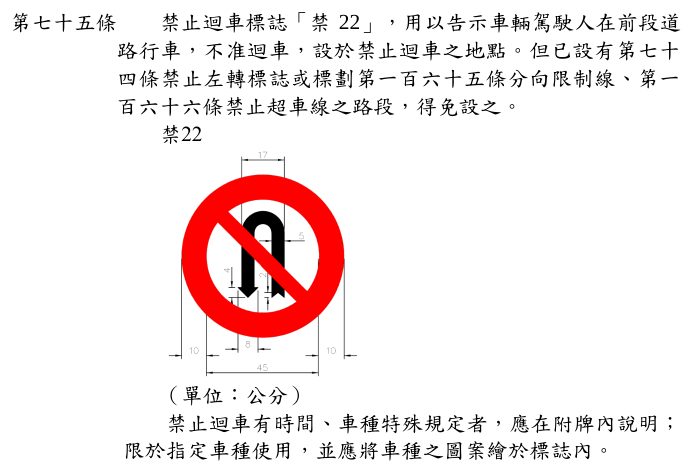 第七十五條 禁止迴車標誌「禁 22」，用以告示車輛駕駛人在前段道
路行車，不准迴車，設於禁止迴車之地點。但已設有第七十
四條禁止左轉標誌或標劃第一百六十五條分向限制線、第一
百六十六條禁止超車線之路段，得免設之。
禁22
17
5
4
2
8
10
10
45
（單位：公分）
禁止迴車有時間、車種特殊規定者，應在附牌內說明；
限於指定車種使用，並應將車種之圖案繪於標誌內。